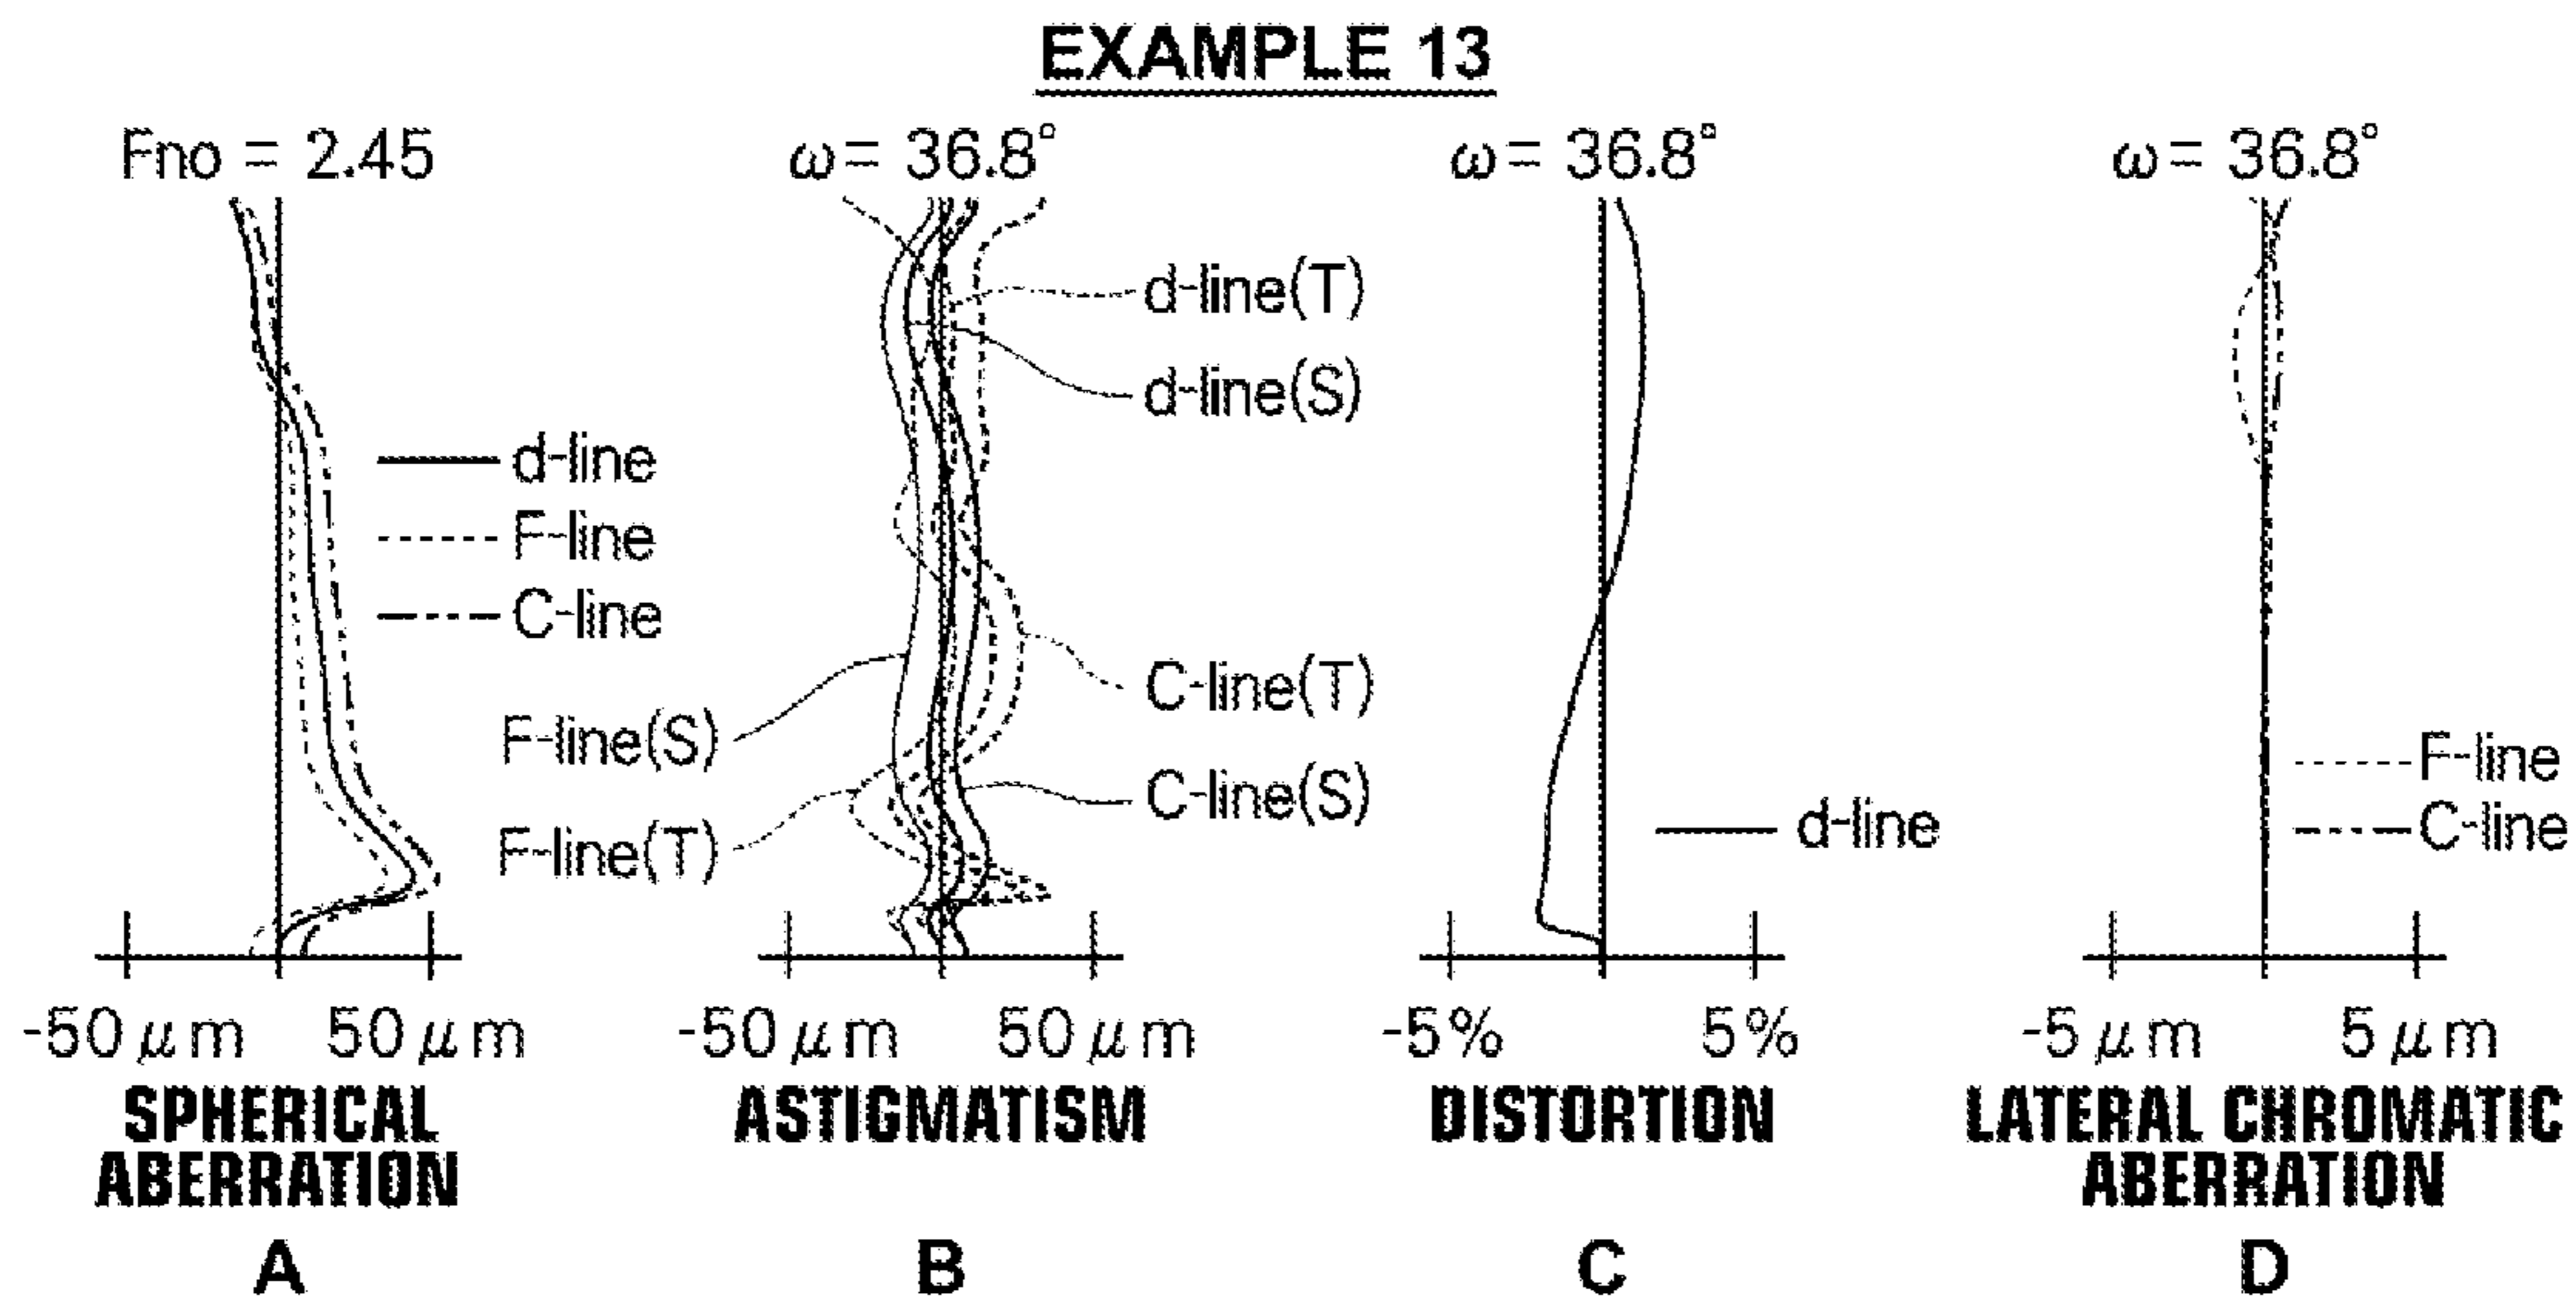 EXAMPLE 13
Fno = 2.45
d-line
F-line
C-line
-50 μm 50 μm
SPHERICAL
ABERRATION
A
ω= 36.8°
d-line(T)
d-line(S)
C-line(T)
F-line(S)
C-line(S)
F-line(T)
-50 μm 50 μm
ASTIGMATISM
B
ω= 36.8°
d-line
-5% 5%
DISTORTION
C
ω= 36.8°
F-line
C-line
-5 μm 5 μm
LATERAL CHROMATIC
ABERRATION
D